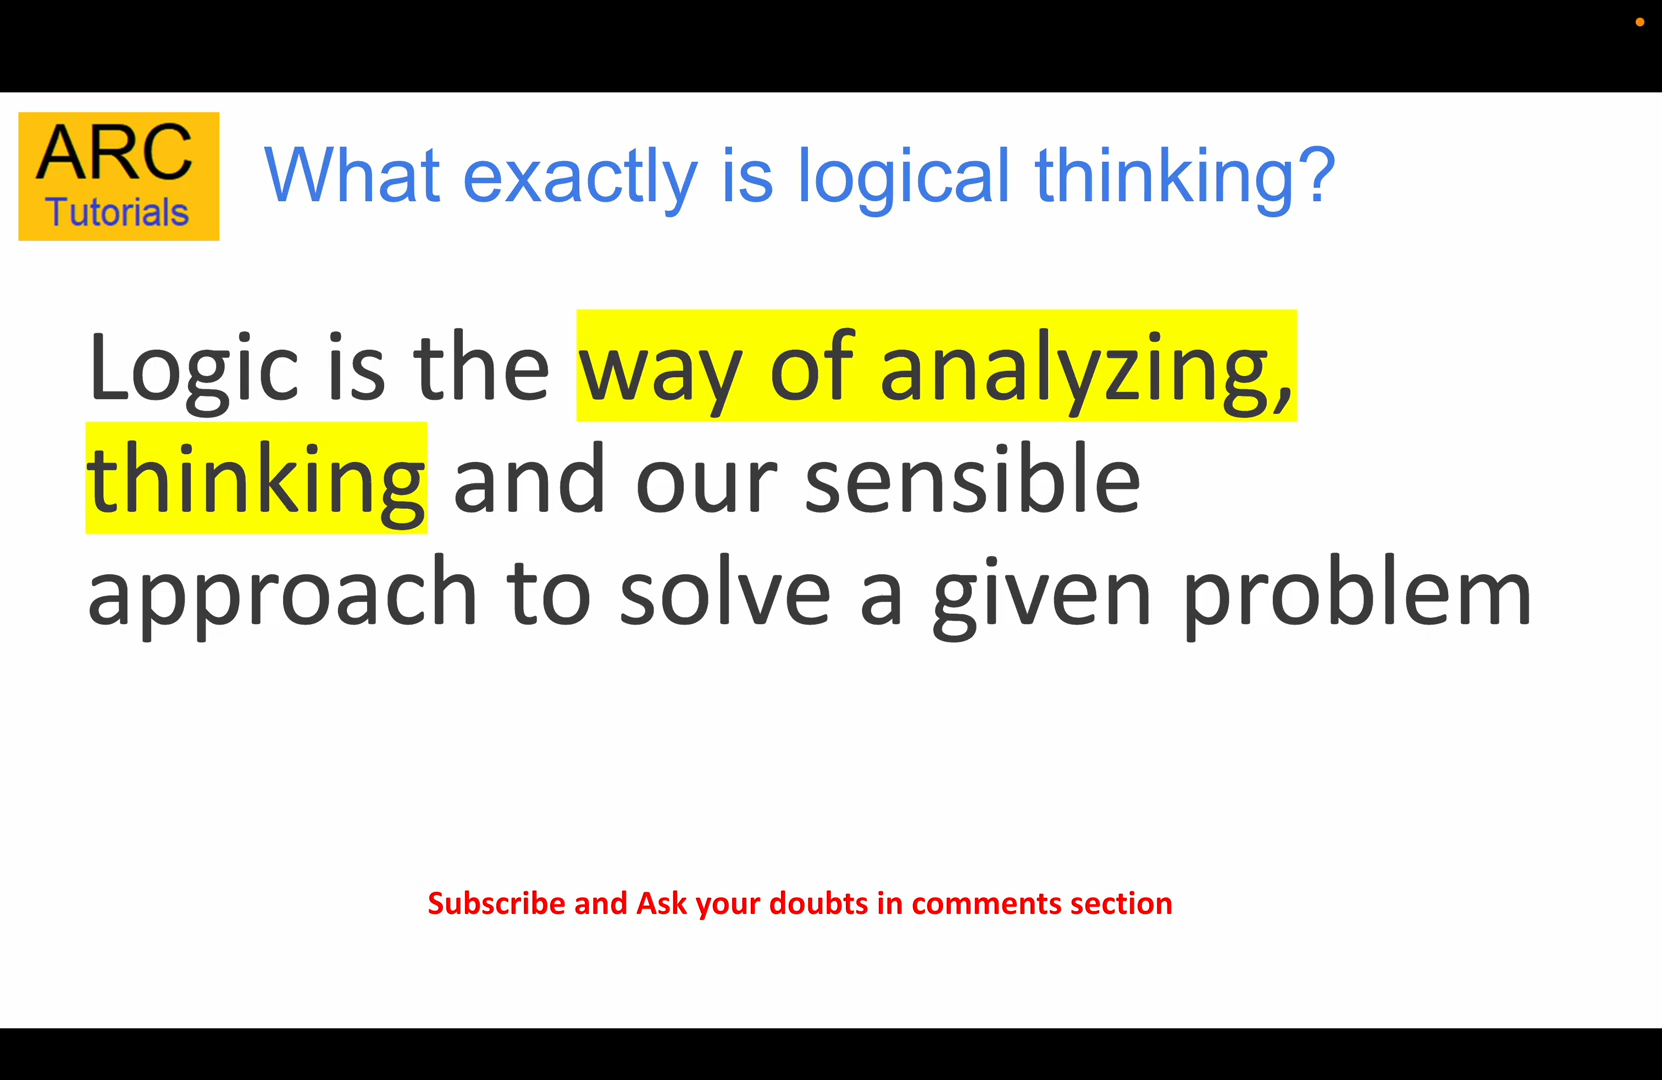 ARC
Tutorials
What exactly is logical thinking?
Logic is the way of analyzing,
thinking and our sensible
approach to solve a given problem
Subscribe and Ask your doubts in comments section